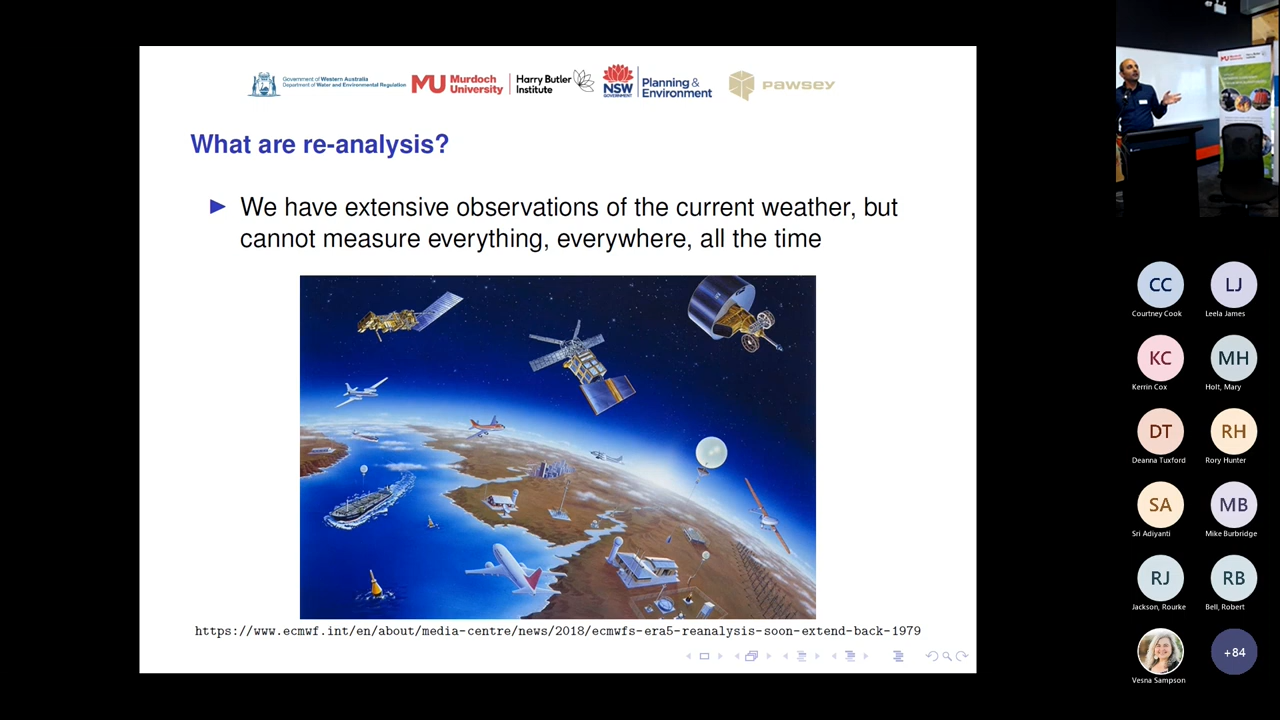 Government of Western Australia
Department of Water and Environmental Regulation
MU Murdoch University
Harry Butler Institute
NSW GOVERNMENT
Planning & Environment
PAWSEY
What are re-analysis?
We have extensive observations of the current weather, but
cannot measure everything, everywhere, all the time
https://www.ecmwf.int/en/about/media-centre/news/2018/ecmwfs-era5-reanalysis-soon-extend-back-1979
CC
Courtney Cook
LJ
Leela James
KC
Kerrin Cox
MH
Holt, Mary
DT
Deanna Tuxford
RH
Rory Hunter
SA
Sri Adiyanti
MB
Mike Burbridge
RJ
Jackson, Rourke
RB
Bell, Robert
Vesna Sampson
+84